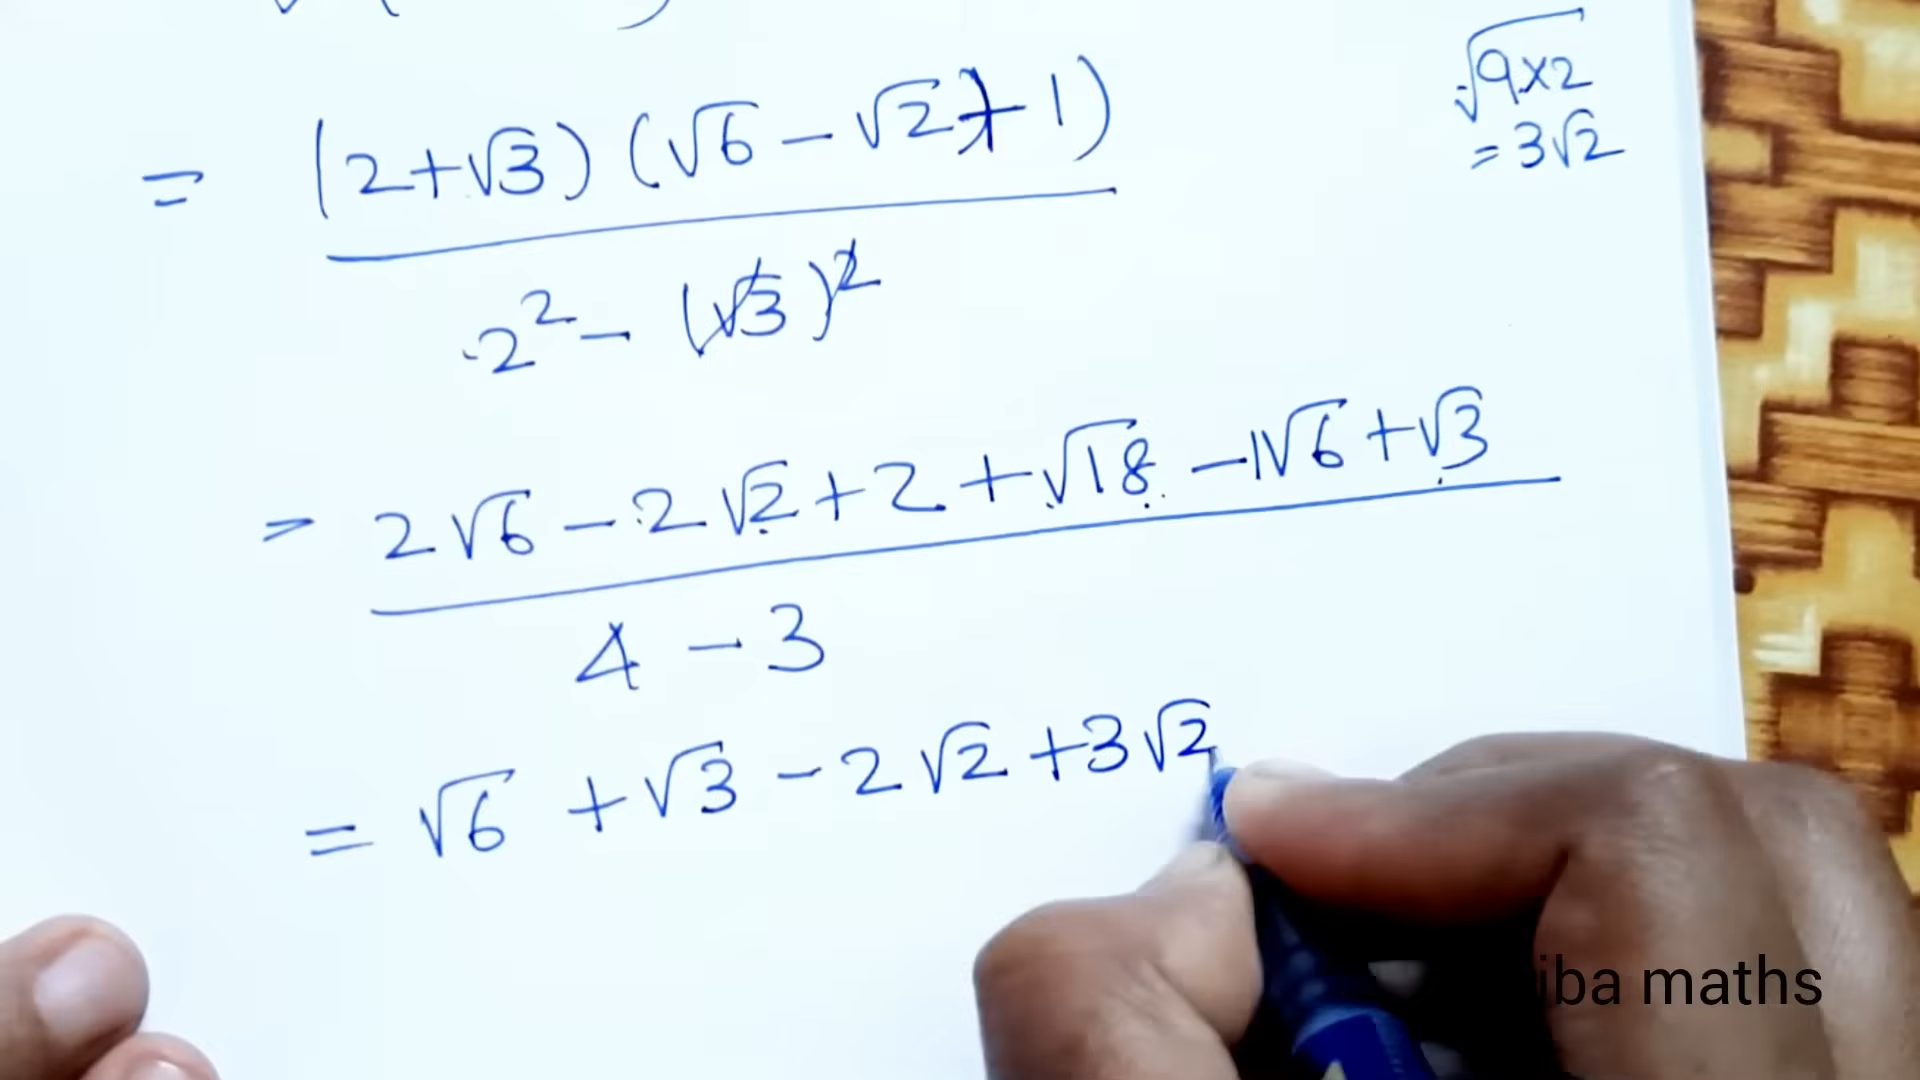 √9×2
= 3√2
= (2+√3) (√6 − √2 + 1)
2² − (√3)²
= 2√6 − 2√2 + 2 + √18 − 1√6 + √3
4 − 3
= √6 + √3 − 2√2 + 3√2
iba maths